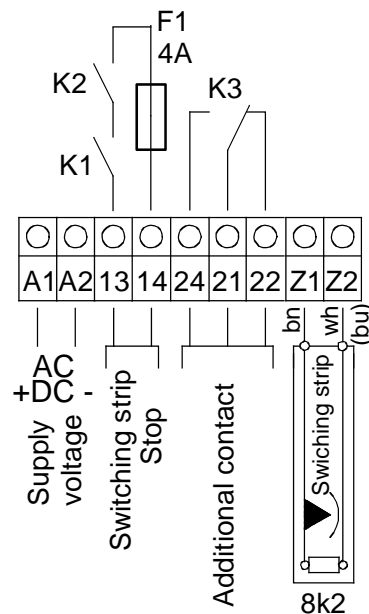 F1
4A
K2
K3
K1
A1 A2 13 14 24 21 22 Z1 Z2
bn
wh
(bu)
AC
+DC -
Supply
voltage
Switching strip
Stop
Additional contact
Swiching strip
8k2